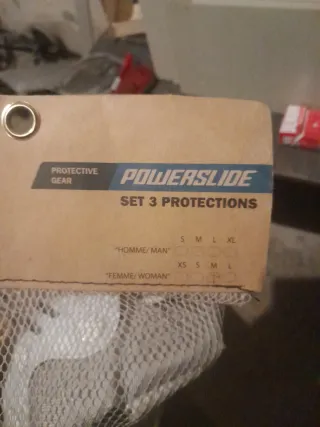 PROTECTIVE GEAR
POWERSLIDE
SET 3 PROTECTIONS
S M L XL
"HOMME/ MAN"
XS S M L
"FEMME/ WOMAN"